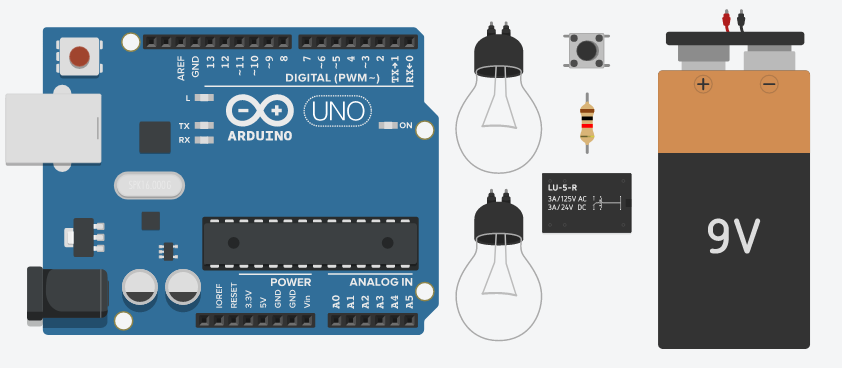 AREF
GND
13
12
~11
~10
~9
8
7
~6
~5
4
~3
2
TX→1
RX←0
DIGITAL (PWM~)
L
TX
RX
UNO
ARDUINO
ON
POWER
ANALOG IN
IOREF
RESET
3.3V
5V
GND
GND
Vin
A0
A1
A2
A3
A4
A5
LU-5-R
3A/125V AC
3A/24V DC
9V